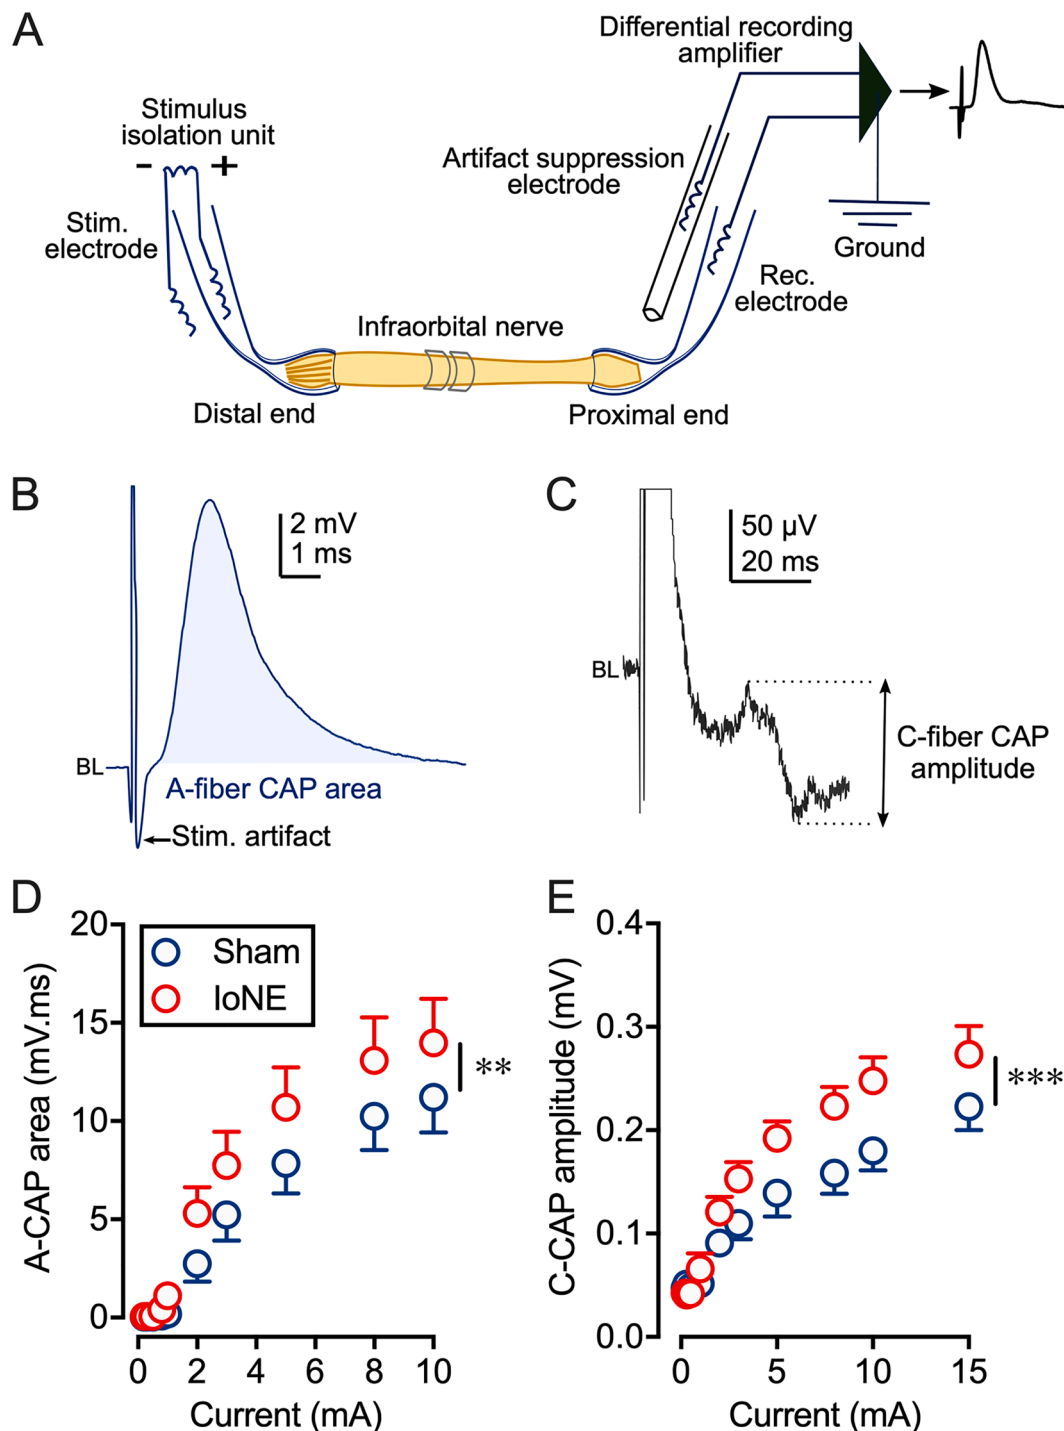 A
Differential recording
amplifier
Stimulus
isolation unit
- +
Artifact suppression
electrode
Stim.
electrode
Ground
Rec.
electrode
Infraorbital nerve
Distal end
Proximal end
B
2 mV
1 ms
BL
A-fiber CAP area
Stim. artifact
C
50 µV
20 ms
BL
C-fiber CAP
amplitude
D
A-CAP area (mV.ms)
20
15
10
5
0
Sham
IoNE
**
0 2 4 6 8 10
Current (mA)
E
C-CAP amplitude (mV)
0.4
0.3
0.2
0.1
0.0
***
0 5 10 15
Current (mA)